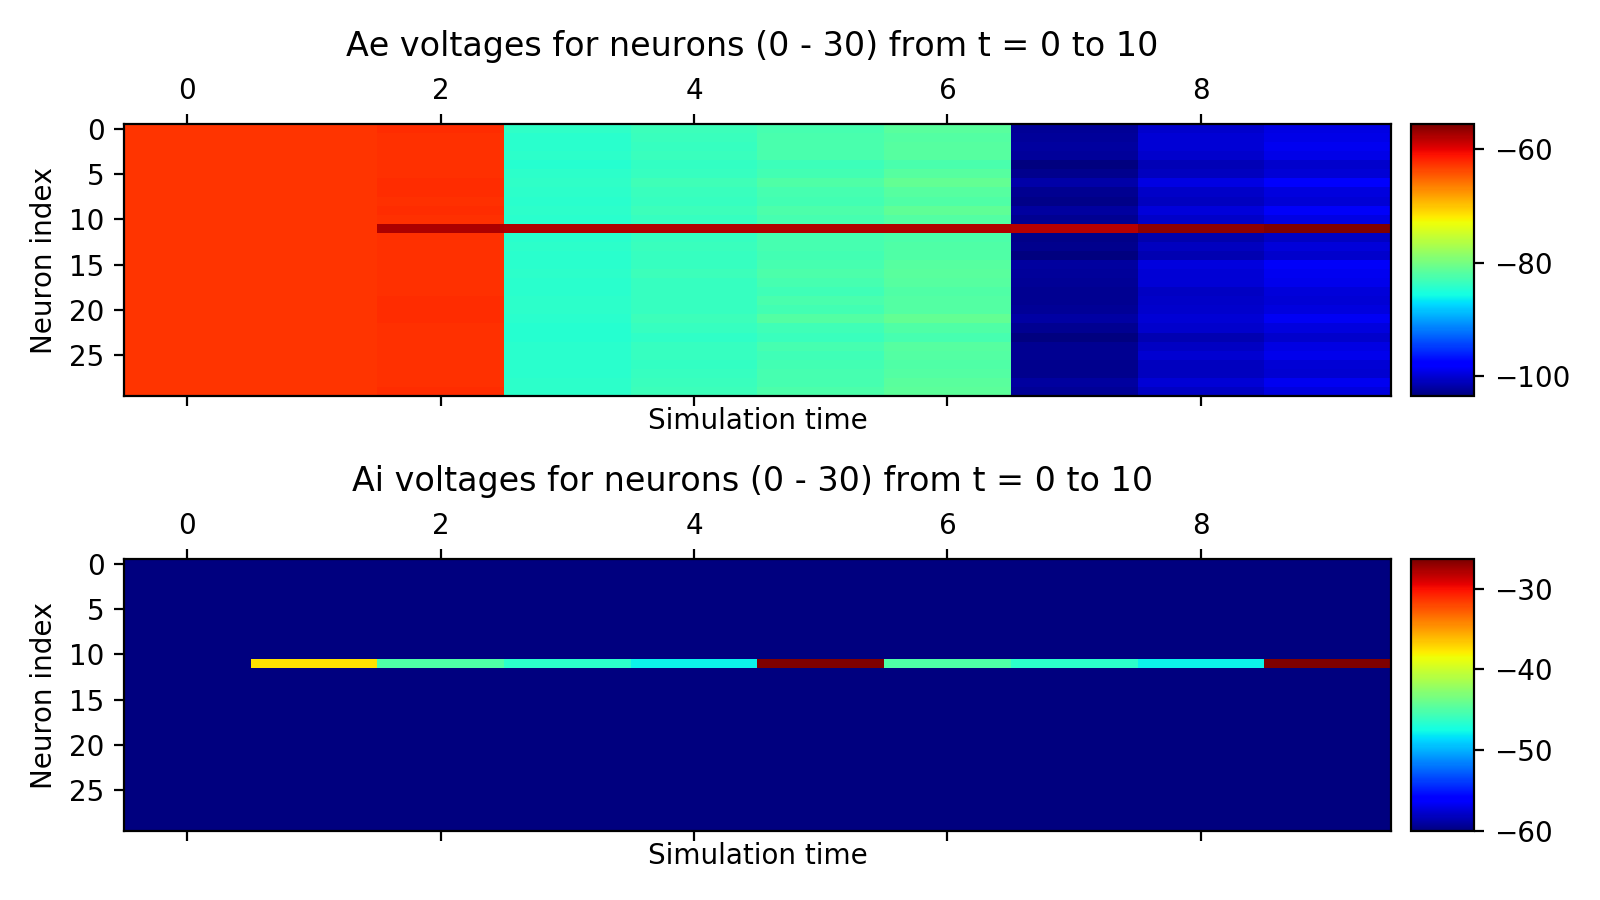 Ae voltages for neurons (0 - 30) from t = 0 to 10
0 2 4 6 8
Neuron index
0
5
10
15
20
25
−60
−80
−100
Simulation time
Ai voltages for neurons (0 - 30) from t = 0 to 10
0 2 4 6 8
Neuron index
0
5
10
15
20
25
−30
−40
−50
−60
Simulation time